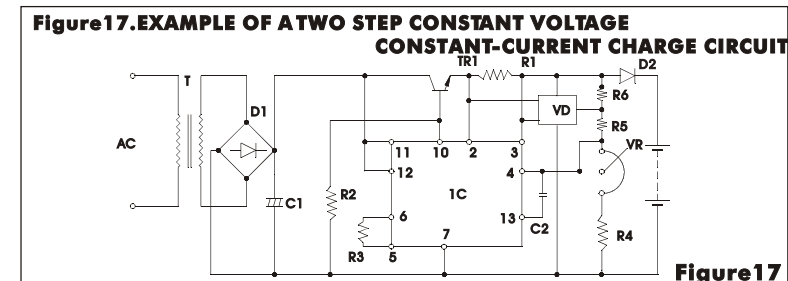 Figure17.EXAMPLE OF A TWO STEP CONSTANT VOLTAGE
CONSTANT-CURRENT CHARGE CIRCUIT
TR1 R1 D2
T
R6
D1
VD
R5
AC
11 10 2 3
VR
12 4
R2
1C
C1
6 13 C2
R4
7
R3 5
Figure17